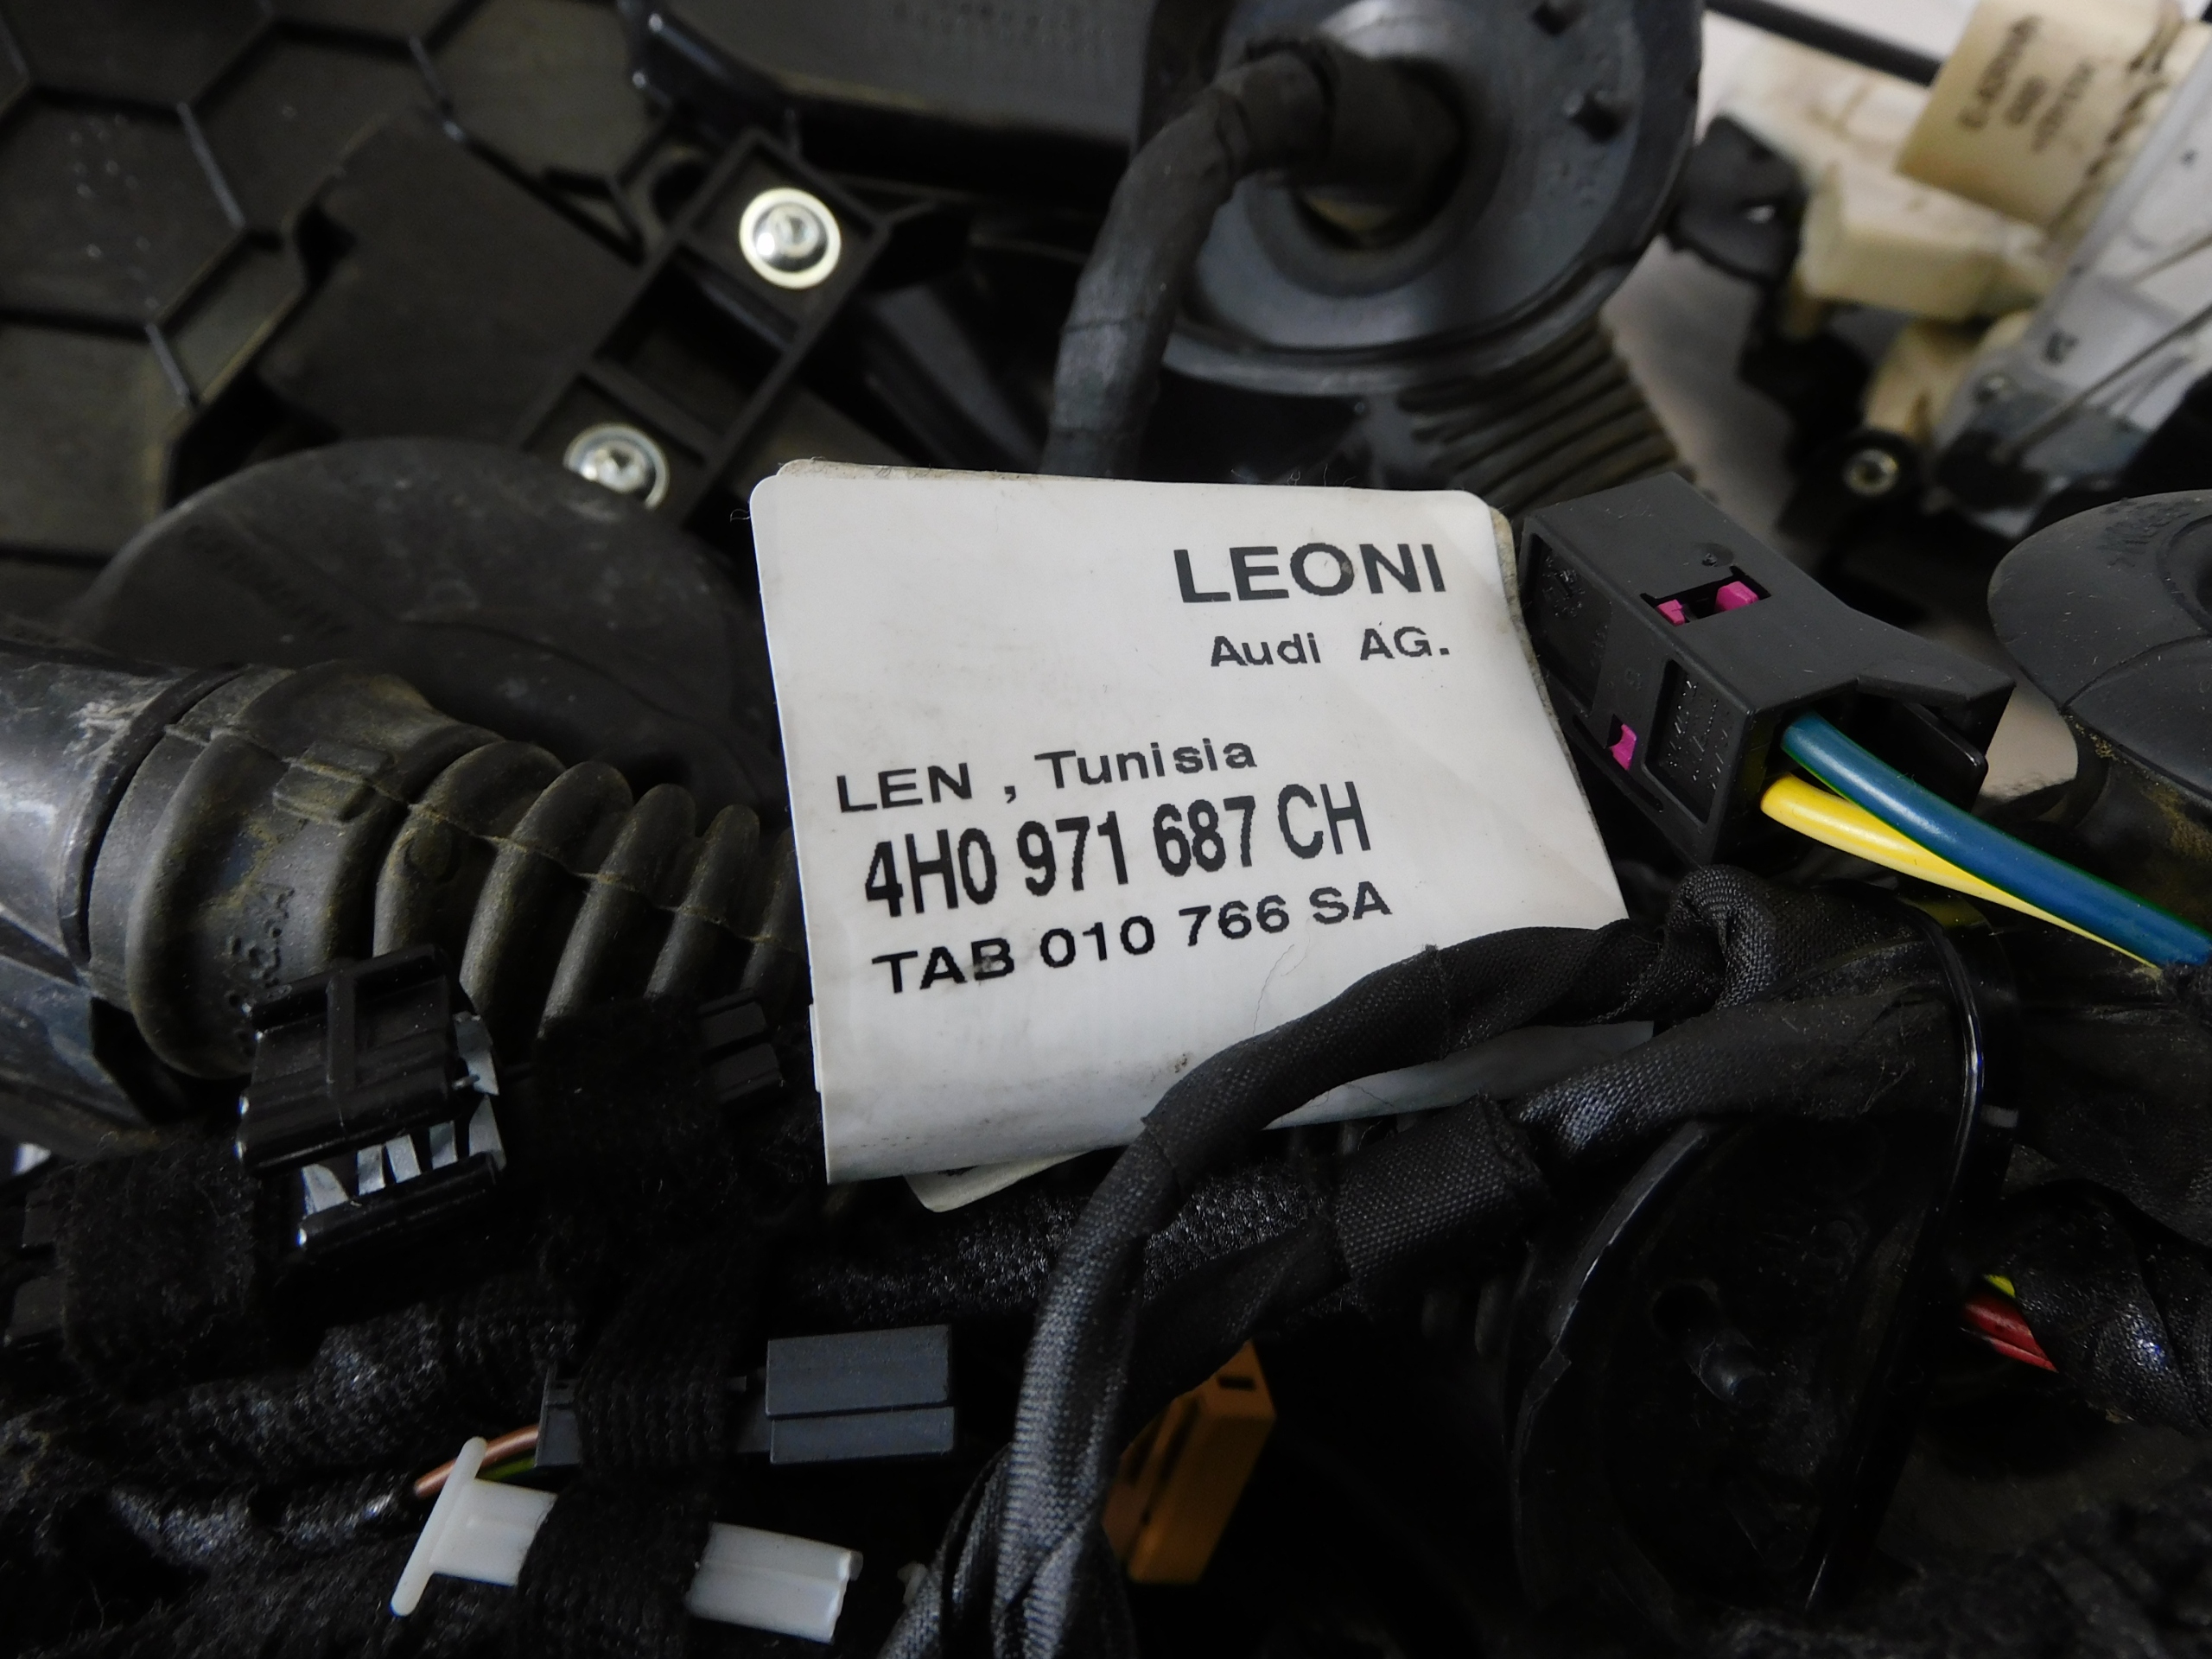 LEONI
Audi AG.
LEN , Tunisia
4H0 971 687 CH
TAB 010 766 SA